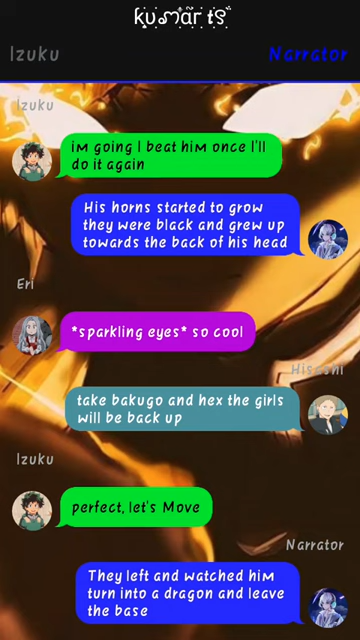 kumar ts
Izuku
Narrator
Izuku
im going I beat him once I'll
do it again
His horns started to grow
they were black and grew up
towards the back of his head
Eri
*sparkling eyes* so cool
Hisashi
take bakugo and hex the girls
will be back up
Izuku
perfect, let's Move
Narrator
They left and watched him
turn into a dragon and leave
the base